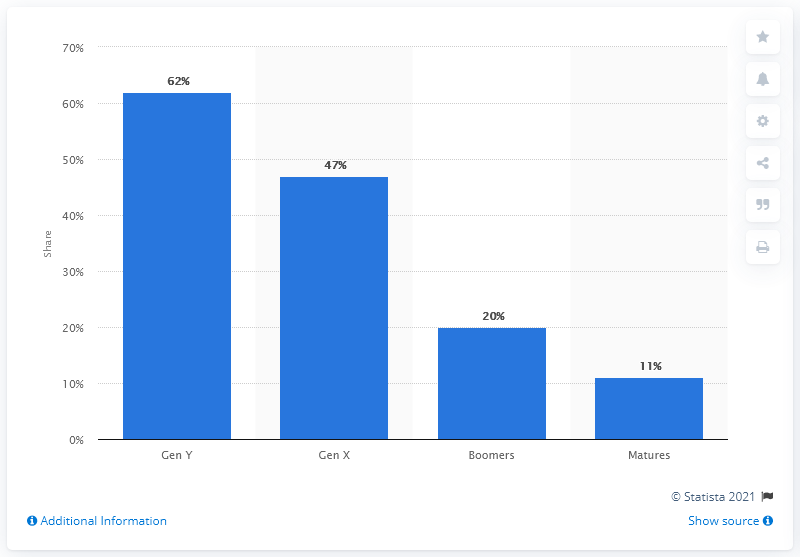 70%
62%
60%
47%
50%
40%
Share
30%
20%
20%
11%
10%
0%
Gen Y
Gen X
Boomers
Matures
© Statista 2021
Additional Information
Show source